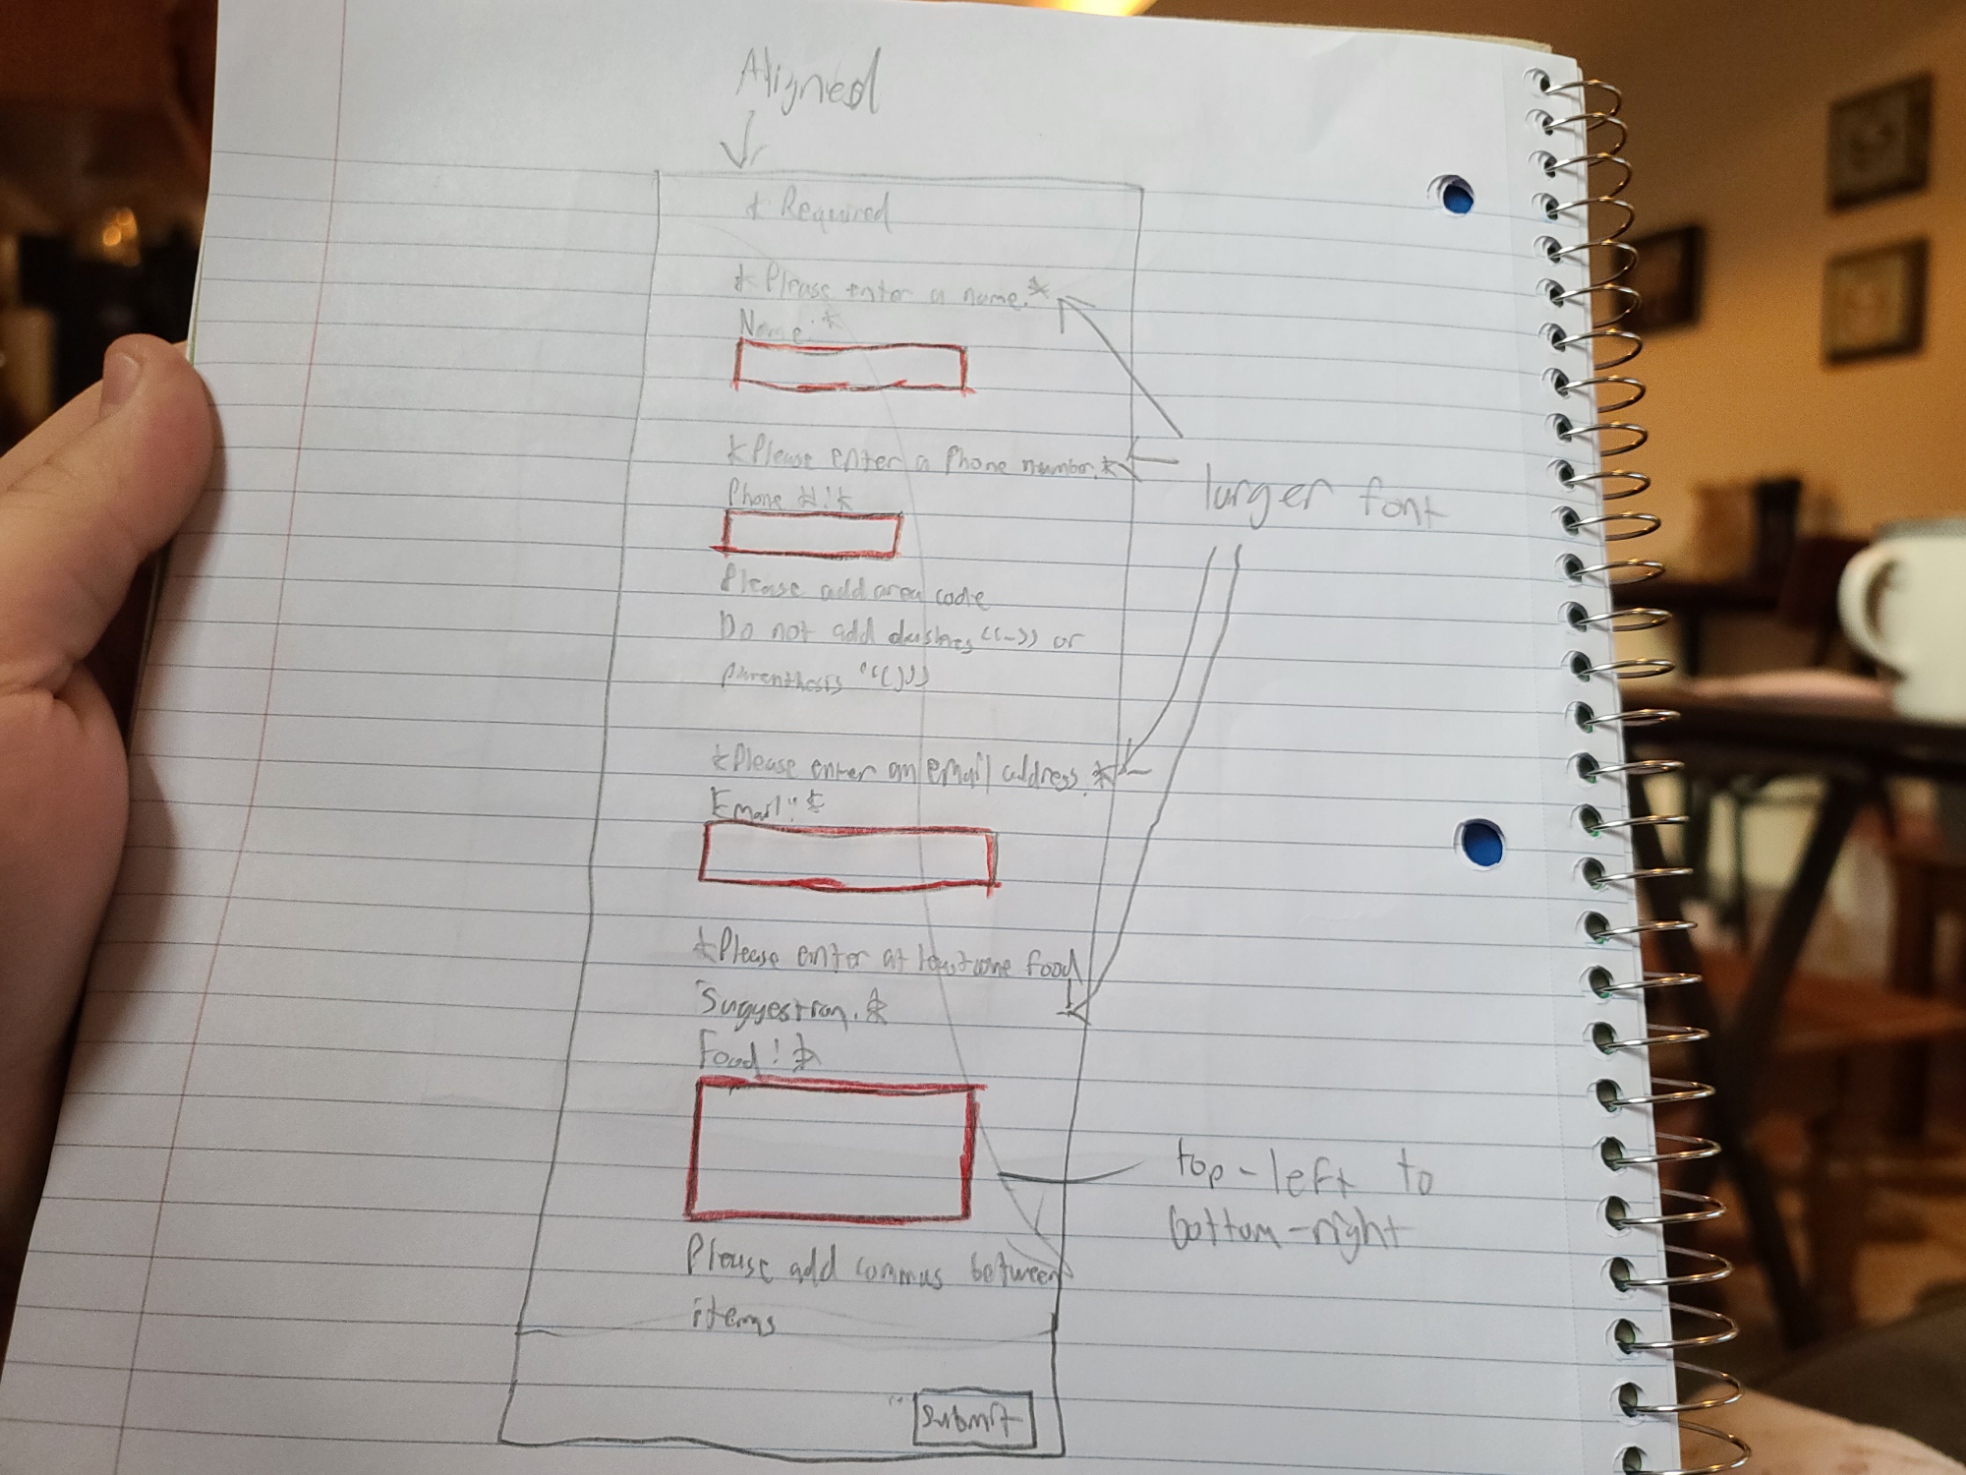 Aligned
* Required
* Please enter a name.*
Name:*
* Please enter a Phone number.*
Phone #:*
larger font
Please add area code
Do not add dashes "-" or
parenthesis "()"
* Please enter an email address.*
Email:*
* Please enter at least one food
suggestion.*
Food:*
top-left to
bottom-right
Please add commas between
items
Submit